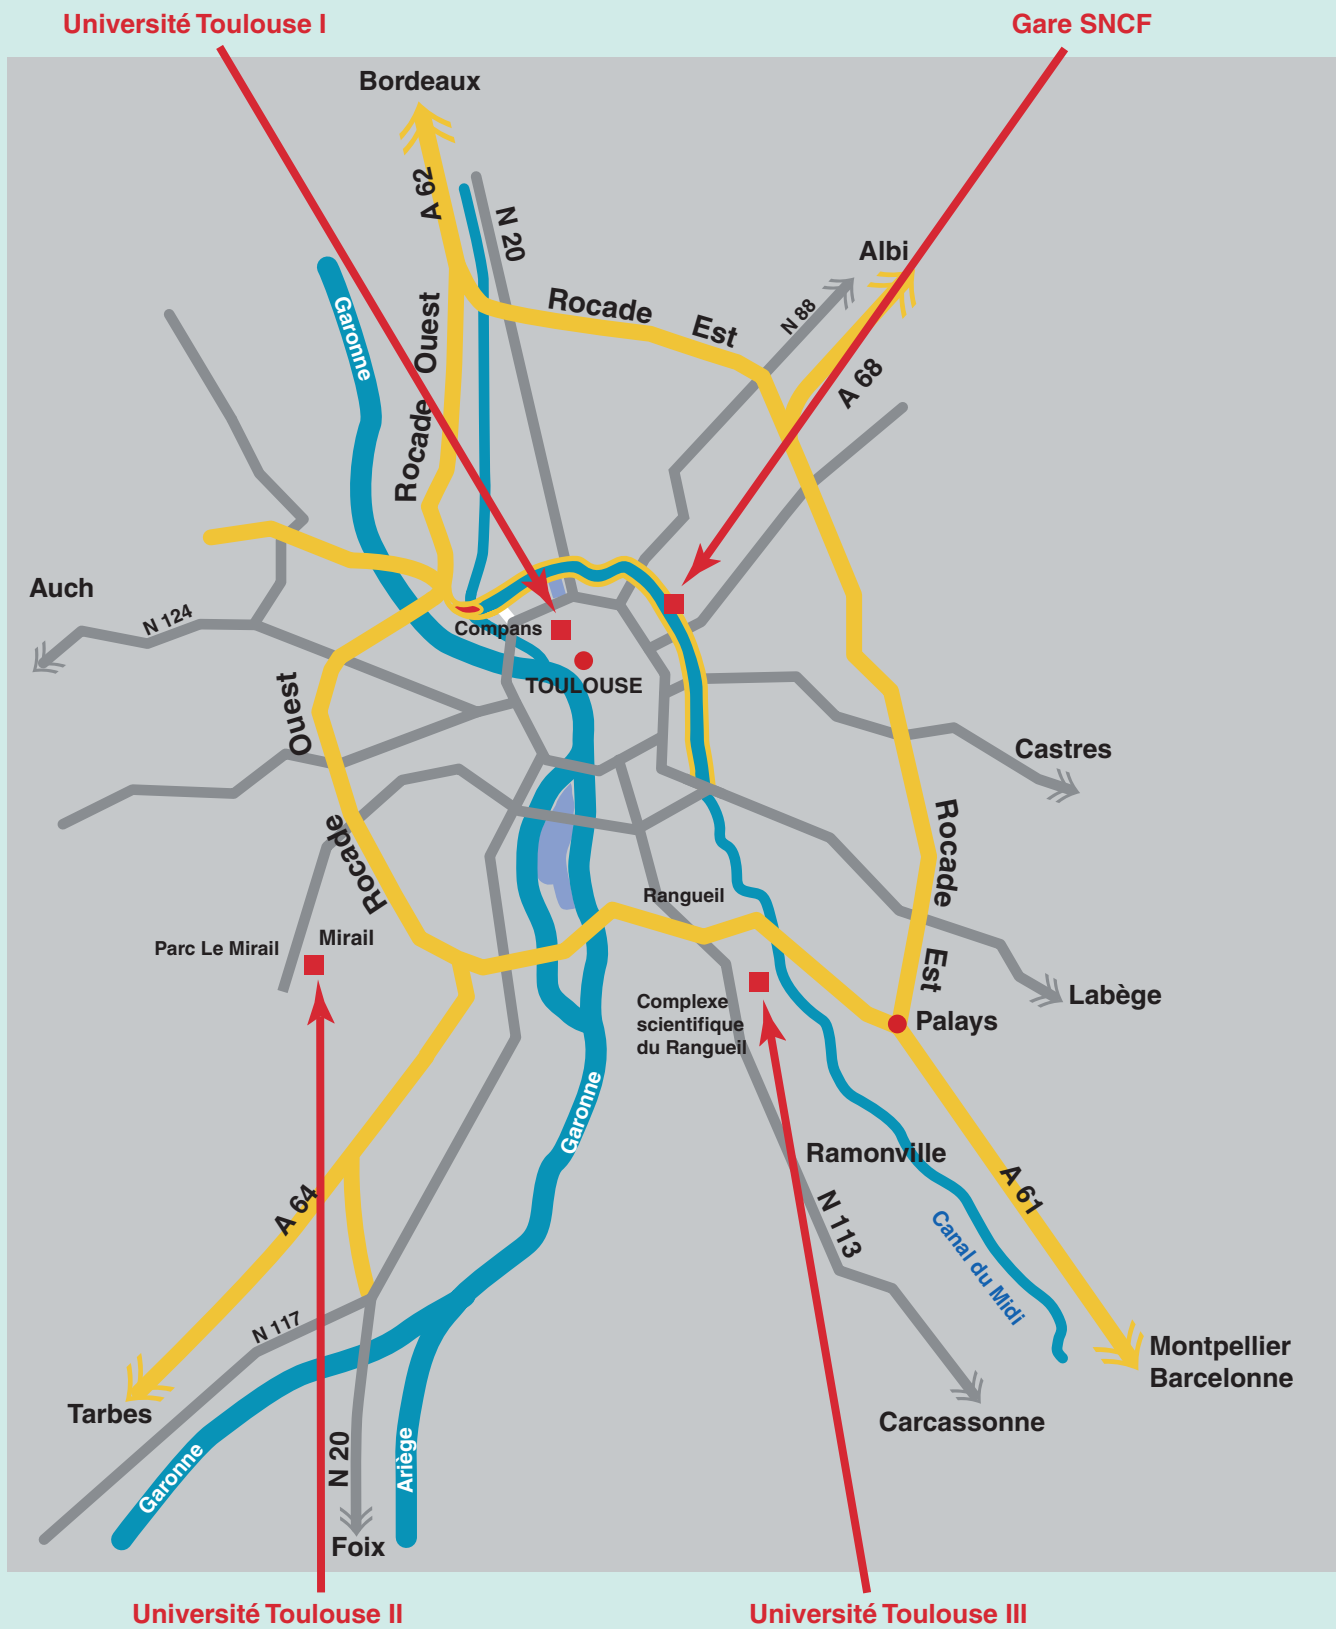 Université Toulouse I
Gare SNCF
Bordeaux
A 62
N 20
Albi
Garonne
Rocade Ouest
Rocade Est
N 88
A 68
Auch
N 124
Compans
TOULOUSE
Ouest
Rocade
Castres
Rocade
Est
Rangueil
Parc Le Mirail
Mirail
Labège
Complexe
scientifique
du Rangueil
Palays
Garonne
Ramonville
A 61
A 64
N 113
Canal du Midi
N 117
Montpellier
Barcelonne
Tarbes
Carcassonne
Garonne
N 20
Ariège
Foix
Université Toulouse II
Université Toulouse III